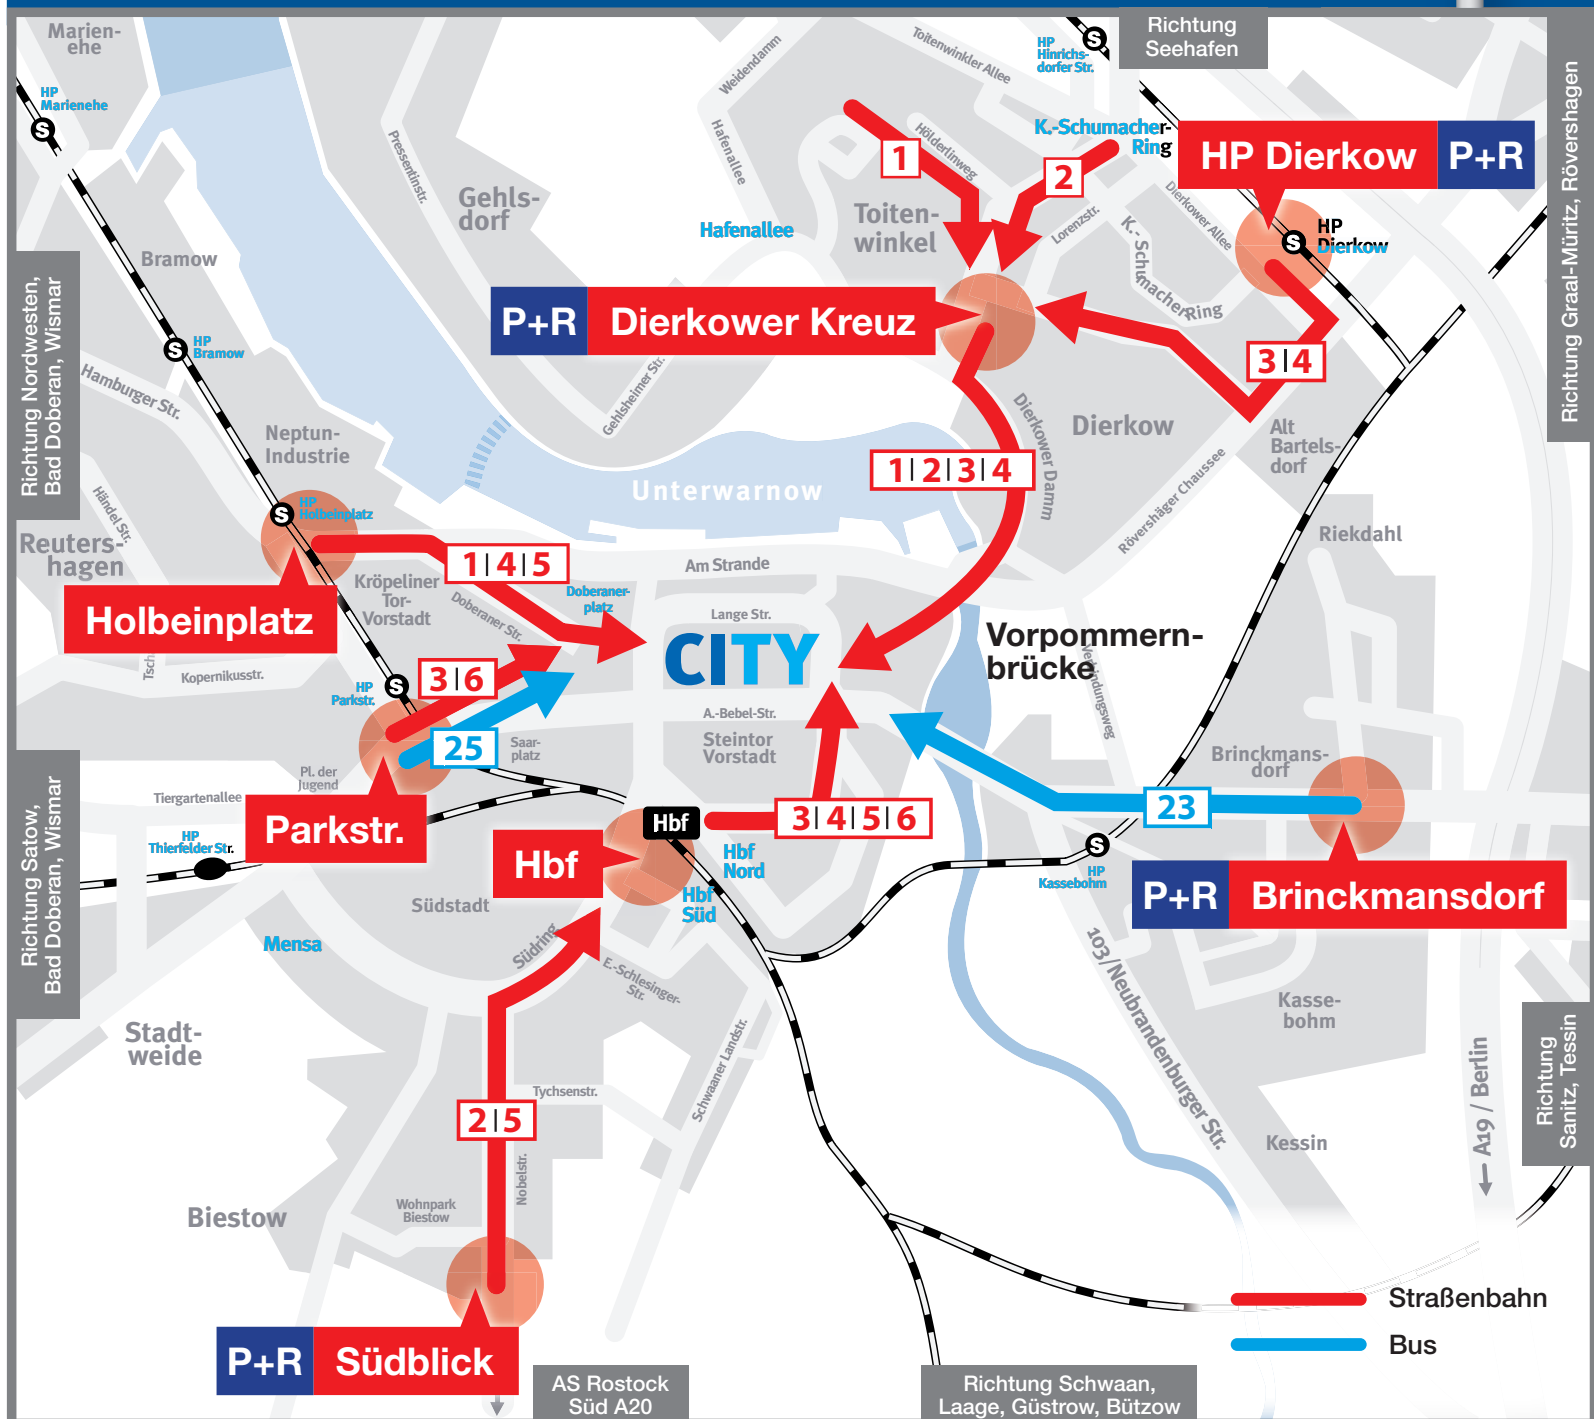 Marien-
ehe
HP
Marienehe
Richtung
Seehafen
HP
Hinrichs-
dorfer Str.
Toitenwinkler Allee
Weidendamm
Hafenallee
Pressentinstr.
Gehls-
dorf
Hafenallee
Toiten-
winkel
Hölderlinweg
1
2
K.-Schumacher-
Ring
HP Dierkow P+R
HP
Dierkow
Dierkower Allee
Lorenzstr.
K.- Schumacher Ring
Richtung Graal-Müritz, Rövershagen
Bramow
HP
Bramow
Richtung Nordwesten,
Bad Doberan, Wismar
P+R Dierkower Kreuz
3|4
Hamburger Str.
Gehlsheimer Str.
Neptun-
Industrie
Dierkower Damm
Dierkow
Alt
Bartels-
dorf
Rövershäger Chaussee
1|2|3|4
Unterwarnow
Händel Str.
HP
Holbeinplatz
Reuters-
hagen
Riekdahl
Holbeinplatz
1|4|5
Am Strande
Kröpeliner
Tor-
Vorstadt
Doberaner Str.
Doberaner-
platz
Lange Str.
CITY
Vorpommern-
brücke
Verbindungsweg
Tsch
Kopernikusstr.
HP
Parkstr.
3|6
25
Saar-
platz
A.-Bebel-Str.
Steintor
Vorstadt
Brinckmans-
dorf
Pl. der
Jugend
Tiergartenallee
Parkstr.
HP
Thierfelder Str.
Richtung Satow,
Bad Doberan, Wismar
Hbf
Hbf
3|4|5|6
23
Hbf
Nord
Hbf
Süd
HP
Kassebohm
P+R Brinckmansdorf
Südstadt
Mensa
Südring
E.-Schlesinger-
Str.
103/Neubrandenburger Str.
Kasse-
bohm
Stadt-
weide
Schwaaner Landstr.
Tychsenstr.
2|5
A19 / Berlin
Richtung
Sanitz, Tessin
Kessin
Nobelstr.
Biestow
Wohnpark
Biestow
P+R Südblick
Straßenbahn
Bus
AS Rostock
Süd A20
Richtung Schwaan,
Laage, Güstrow, Bützow
S
S
S
S
S
S
S